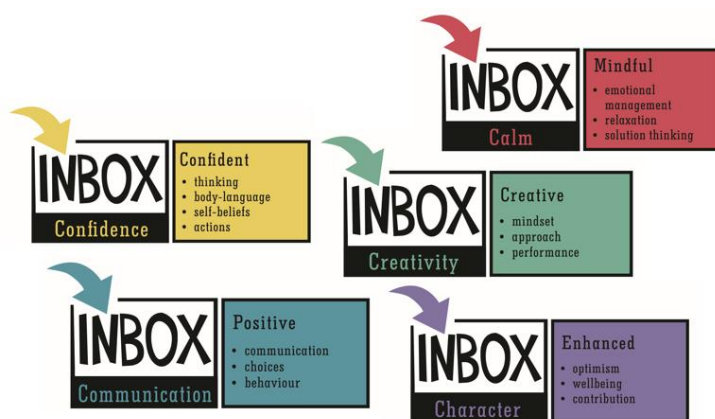 INBOX
Calm
Mindful
• emotional
management
• relaxation
• solution thinking
INBOX
Confidence
Confident
• thinking
• body-language
• self-beliefs
• actions
INBOX
Creativity
Creative
• mindset
• approach
• performance
INBOX
Communication
Positive
• communication
• choices
• behaviour
INBOX
Character
Enhanced
• optimism
• wellbeing
• contribution